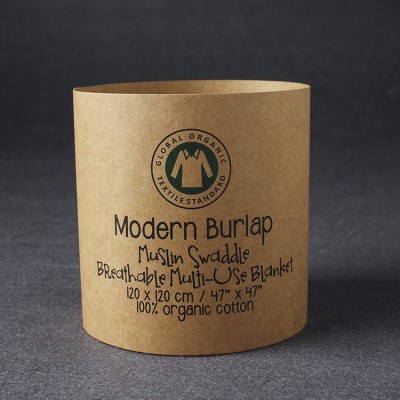 GLOBAL ORGANIC
TEXTILE STANDARD
Modern Burlap
Muslin Swaddle
BReathable Multi-Use Blanket
120 x 120 cm / 47" x 47"
100% organic cotton